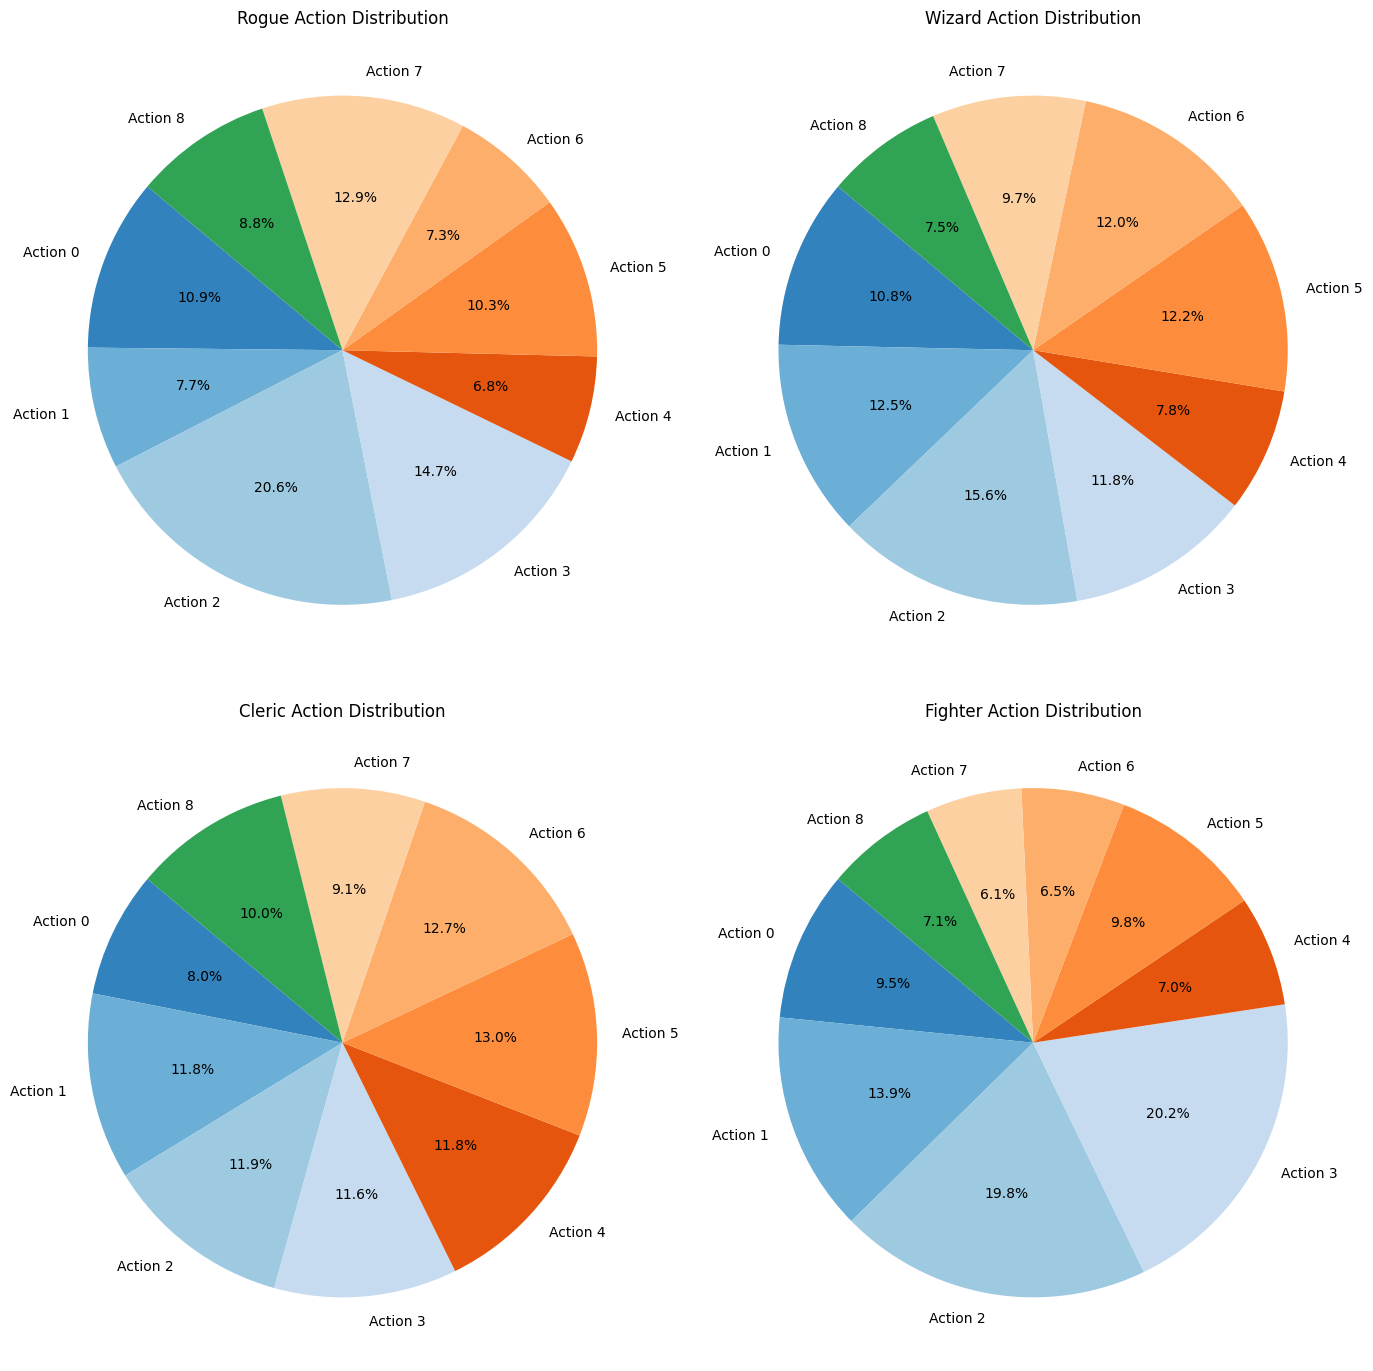 Rogue Action Distribution
Action 7
Action 8
Action 6
12.9%
8.8%
7.3%
Action 0
Action 5
10.9%
10.3%
7.7%
6.8%
Action 1
Action 4
14.7%
20.6%
Action 3
Action 2
Wizard Action Distribution
Action 7
Action 6
Action 8
9.7%
12.0%
7.5%
Action 0
Action 5
10.8%
12.2%
12.5%
7.8%
Action 1
Action 4
11.8%
15.6%
Action 3
Action 2
Cleric Action Distribution
Action 7
Action 8
Action 6
9.1%
10.0%
12.7%
Action 0
8.0%
Action 5
13.0%
11.8%
Action 1
11.8%
11.9%
11.6%
Action 4
Action 2
Action 3
Fighter Action Distribution
Action 7
Action 6
Action 8
Action 5
6.1%
6.5%
7.1%
9.8%
Action 0
Action 4
9.5%
7.0%
13.9%
20.2%
Action 1
Action 3
19.8%
Action 2